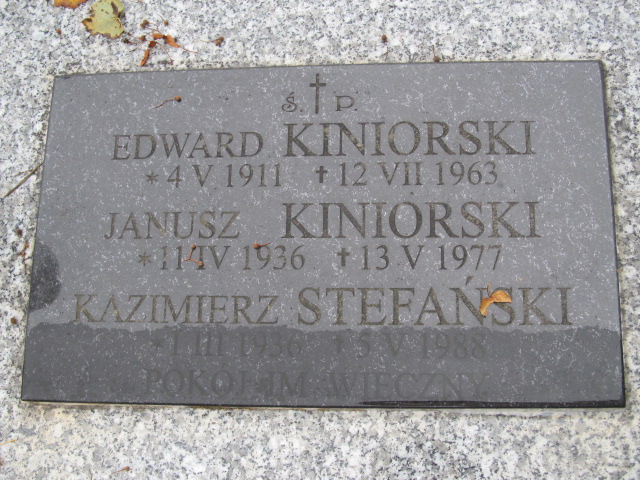 Ś. † P.
EDWARD KINIORSKI
* 4 V 1911 † 12 VII 1963
JANUSZ KINIORSKI
* 11 IV 1936 † 13 V 1977
KAZIMIERZ STEFAŃSKI
* 1 III 1936 † 5 V 1988
POKÓJ IM WIECZNY